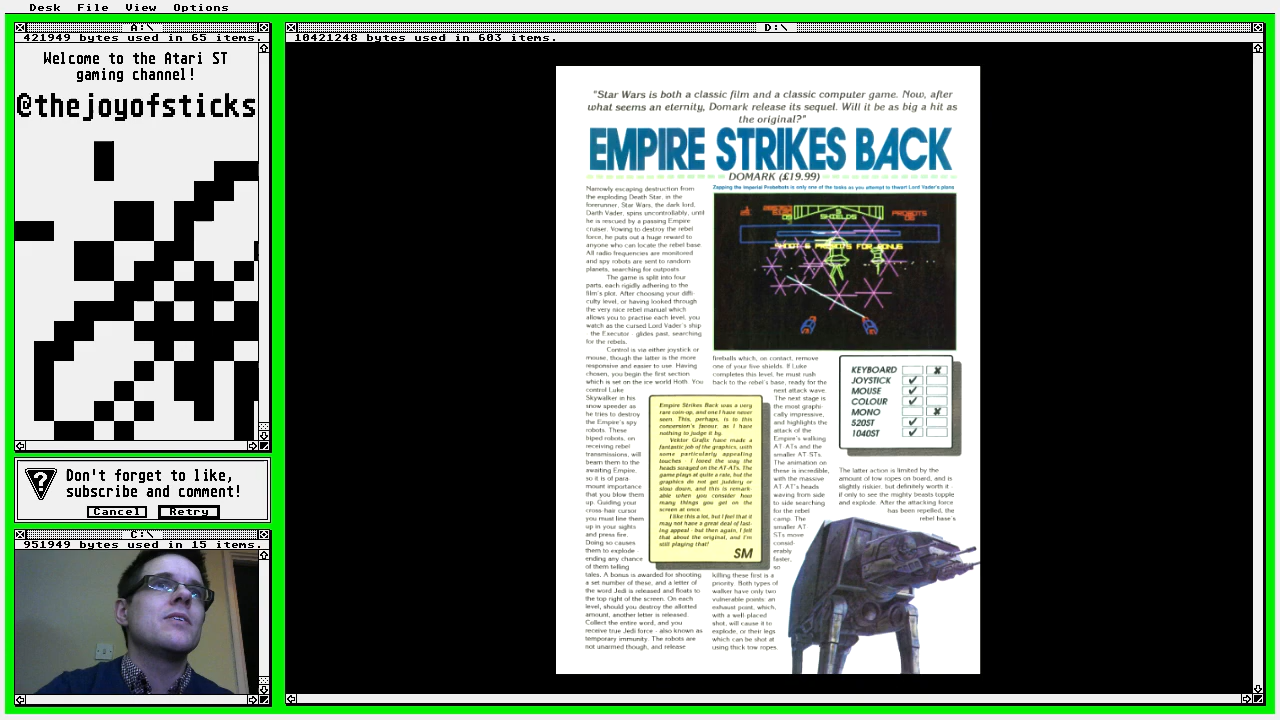 Desk File View Options
A:\
421949 bytes used in 65 items.
Welcome to the Atari ST
gaming channel!
@thejoyofsticks
Don't forget to like,
subscribe and comment!
Cancel
Retry
C:\
D:\
10421248 bytes used in 603 items.
"Star Wars is both a classic film and a classic computer game. Now, after
what seems an eternity, Domark release its sequel. Will it be as big a hit as
the original?"
EMPIRE STRIKES BACK
DOMARK (£19.99)
Narrowly escaping destruction from
the exploding Death Star, in the
forerunner, Star Wars, the dark lord,
Darth Vader, spins uncontrollably, until
he is rescued by a passing Empire
cruiser. Vowing to destroy the rebel
force, he puts out a huge reward to
anyone who can locate the rebel base.
All radio frequencies are monitored
and spy robots are sent to random
planets, searching for outposts
The game is split into four
parts, each rigidly adhering to the
film's plot. After choosing your diffi-
culty level, or having looked through
the very nice rebel manual which
allows you to practise each level, you
watch as the cursed Lord Vader's ship
- the Executor - glides past, searching
for the rebels.
Control is via either joystick or
mouse, though the latter is the more
responsive and easier to use. Having
chosen, you begin the first section
which is set on the ice world Hoth. You
control Luke
Skywalker in his
snow speeder as
he tries to destroy
the Empire's spy
robots. These
biped robots, on
receiving rebel
transmissions, will
beam them to the
awaiting Empire,
so it is of para-
mount importance
that you blow them
up. Guiding your
cross-hair cursor
you must line them
up in your sights
and press fire.
Doing so causes
them to explode -
ending any chance
of them telling
tales. A bonus is awarded for shooting
a set number of these, and a letter of
the word Jedi is released and floats to
the top right of the screen. On each
level, should you destroy the allotted
amount, another letter is released.
Collect the entire word, and you
receive true Jedi force - also known as
temporary immunity. The robots are
not unarmed though, and release
Zapping the Imperial Probebots is only one of the tasks as you attempt to thwart Lord Vader's plans
SHIELDS
PROBOTS
SHOOT 6 PROBOTS FOR BONUS
fireballs which, on contact, remove
one of your five shields. If Luke
completes this level, he must rush
back to the rebel's base, ready for the
next attack wave.
The next stage is
the most graphi-
cally impressive,
and highlights the
attack of the
Empire's walking
AT-ATs and the
smaller AT STs.
The animation on
these is incredible,
with the massive
AT AT's heads
waving from side
to side searching
for the rebel
camp. The
smaller AT
STs move
consid-
erably
faster,
so
killing these first is a
priority. Both types of
walker have only two
vulnerable points: an
exhaust point, which,
with a well placed
shot, will cause it to
explode, or their legs
which can be shot at
using thick tow ropes.
Empire Strikes Back was a very
rare coin-op, and one I have never
seen. This, perhaps, is to this
conversion's favour, as I have
nothing to judge it by.
Vektor Grafix have made a
fantastic job of the graphics, with
some particularly appealing
touches - I loved the way the
heads swayed on the AT-ATs. The
game plays at quite a rate, but the
graphics do not get juddery or
slow down, and this is remark-
able when you consider how
many things you get on the
screen at once.
I like this a lot, but I feel that it
may not have a great deal of last-
ing appeal - but then again, I felt
that about the original, and I'm
still playing that!
SM
KEYBOARD
JOYSTICK
MOUSE
COLOUR
MONO
520ST
1040ST
The latter action is limited by the
amount of tow ropes on board, and is
slightly riskier, but definitely worth it -
if only to see the mighty beasts topple
and explode. After the attacking force
has been repelled, the
rebel base's